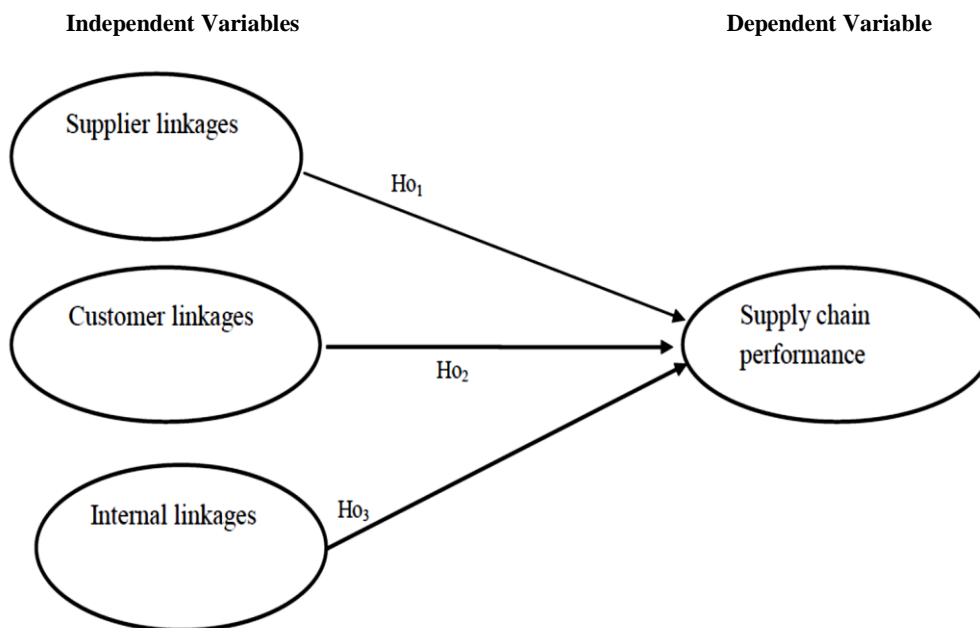 Independent Variables
Dependent Variable
Supplier linkages
Ho₁
Customer linkages
Ho₂
Supply chain
performance
Internal linkages
Ho₃